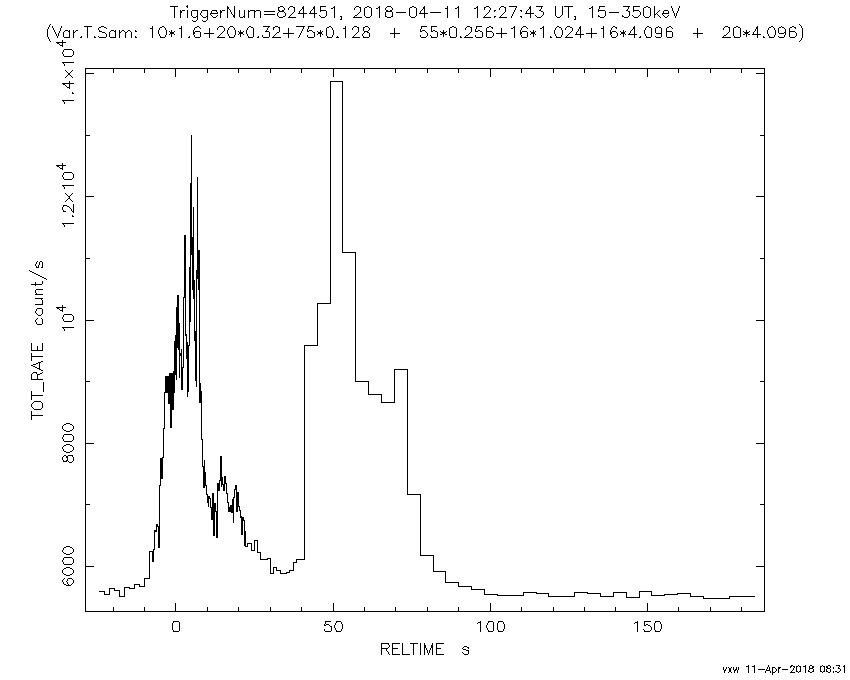 TriggerNum=824451, 2018-04-11 12:27:43 UT, 15-350keV
(Var.T.Sam: 10*1.6+20*0.32+75*0.128 + 55*0.256+16*1.024+16*4.096 + 20*4.096)
1.4×10⁴
1.2×10⁴
10⁴
8000
6000
TOT_RATE count/s
0 50 100 150
RELTIME s
vxw 11-Apr-2018 08:31